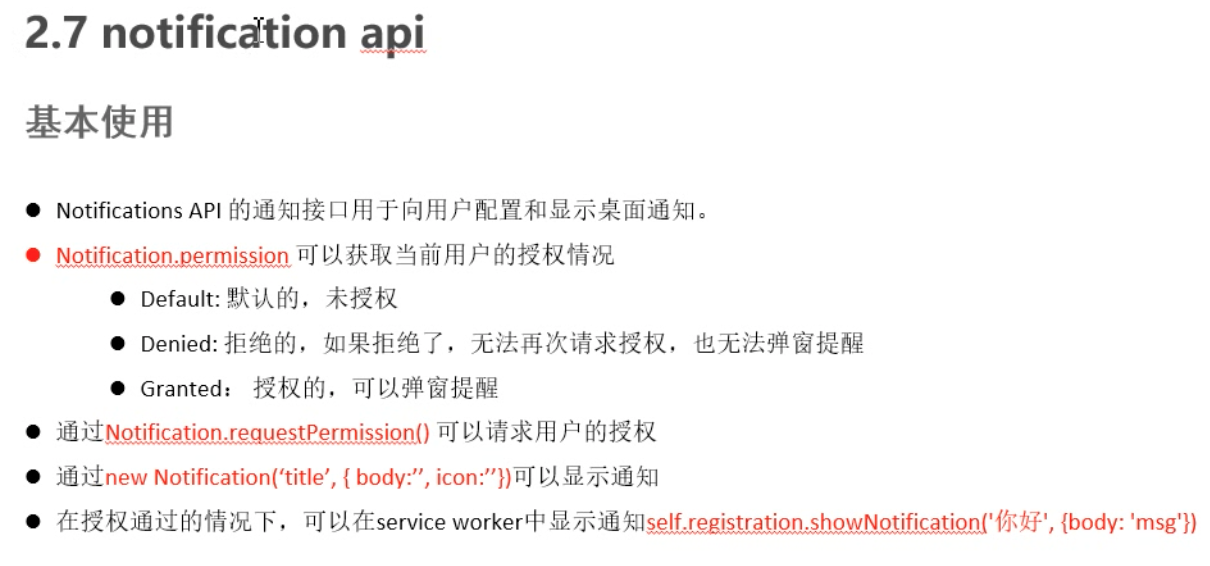 2.7 notification api
基本使用
● Notifications API 的通知接口用于向用户配置和显示桌面通知。
● Notification.permission 可以获取当前用户的授权情况
● Default: 默认的，未授权
● Denied: 拒绝的，如果拒绝了，无法再次请求授权，也无法弹窗提醒
● Granted： 授权的，可以弹窗提醒
● 通过Notification.requestPermission() 可以请求用户的授权
● 通过new Notification(‘title’, { body:’’, icon:’’})可以显示通知
● 在授权通过的情况下，可以在service worker中显示通知self.registration.showNotification('你好', {body: 'msg'})